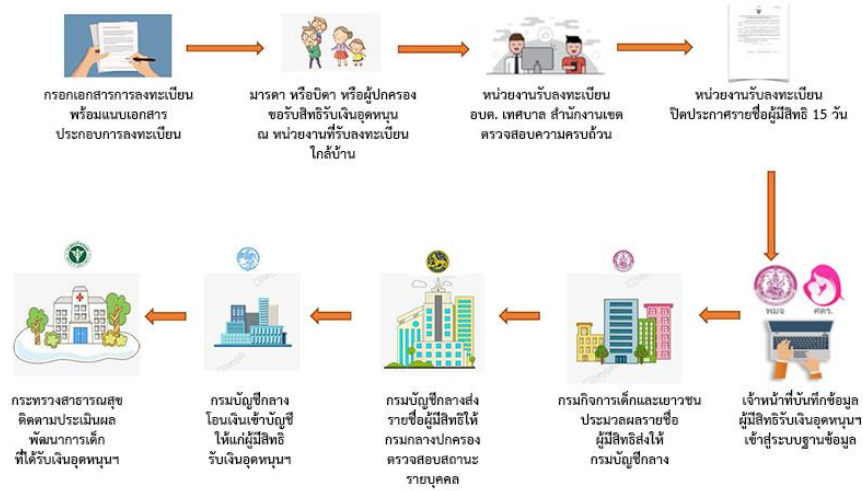 กรอกเอกสารการลงทะเบียน
พร้อมแนบเอกสาร
ประกอบการลงทะเบียน
มารดา หรือบิดา หรือผู้ปกครอง
ขอรับสิทธิรับเงินอุดหนุน
ณ หน่วยงานที่รับลงทะเบียน
ใกล้บ้าน
หน่วยงานรับลงทะเบียน
อบต. เทศบาล สำนักงานเขต
ตรวจสอบความครบถ้วน
หน่วยงานรับลงทะเบียน
ปิดประกาศรายชื่อผู้มีสิทธิ 15 วัน
พมจ
ศดร.
เจ้าหน้าที่บันทึกข้อมูล
ผู้มีสิทธิรับเงินอุดหนุนฯ
เข้าสู่ระบบฐานข้อมูล
กรมกิจการเด็กและเยาวชน
ประมวลผลรายชื่อ
ผู้มีสิทธิส่งให้
กรมบัญชีกลาง
กรมบัญชีกลางส่ง
รายชื่อผู้มีสิทธิให้
กรมกลางปกครอง
ตรวจสอบสถานะ
รายบุคคล
กรมบัญชีกลาง
โอนเงินเข้าบัญชี
ให้แก่ผู้มีสิทธิ
รับเงินอุดหนุนฯ
กระทรวงสาธารณสุข
ติดตามประเมินผล
พัฒนาการเด็ก
ที่ได้รับเงินอุดหนุนฯ